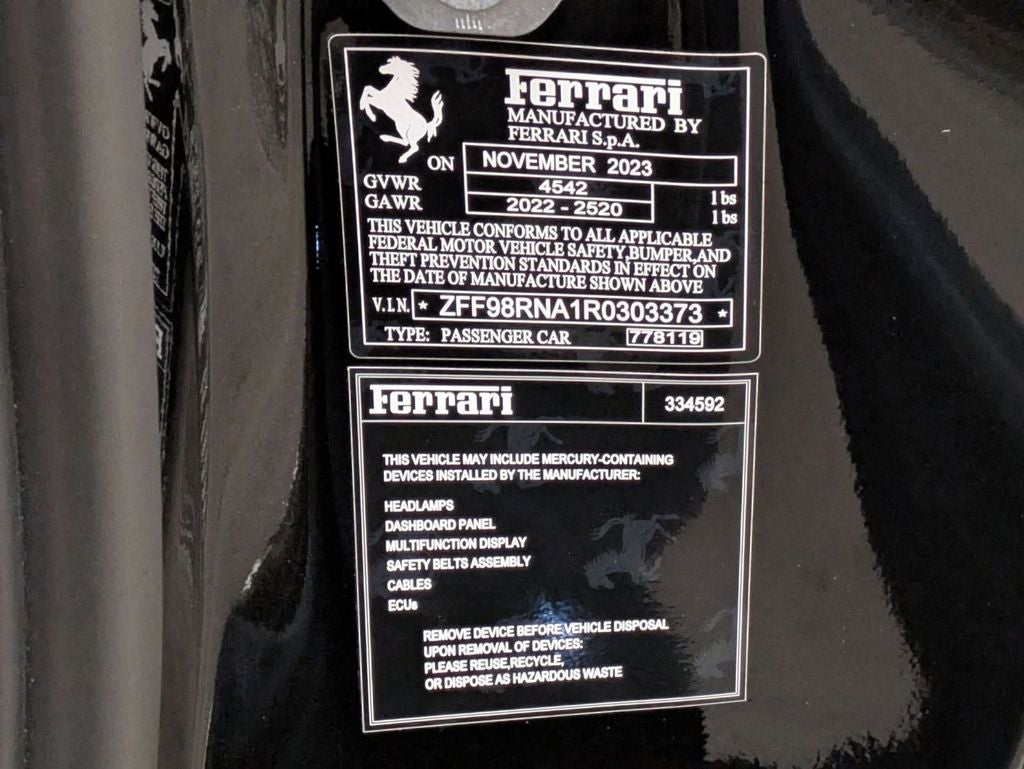 Ferrari
MANUFACTURED BY
FERRARI S.p.A.
ON NOVEMBER 2023
GVWR 4542 lbs
GAWR 2022 - 2520 lbs
THIS VEHICLE CONFORMS TO ALL APPLICABLE
FEDERAL MOTOR VEHICLE SAFETY,BUMPER,AND
THEFT PREVENTION STANDARDS IN EFFECT ON
THE DATE OF MANUFACTURE SHOWN ABOVE
V.I.N. * ZFF98RNA1R0303373 *
TYPE: PASSENGER CAR 778119
Ferrari 334592
THIS VEHICLE MAY INCLUDE MERCURY-CONTAINING
DEVICES INSTALLED BY THE MANUFACTURER:
HEADLAMPS
DASHBOARD PANEL
MULTIFUNCTION DISPLAY
SAFETY BELTS ASSEMBLY
CABLES
ECUs
REMOVE DEVICE BEFORE VEHICLE DISPOSAL
UPON REMOVAL OF DEVICES:
PLEASE REUSE,RECYCLE,
OR DISPOSE AS HAZARDOUS WASTE